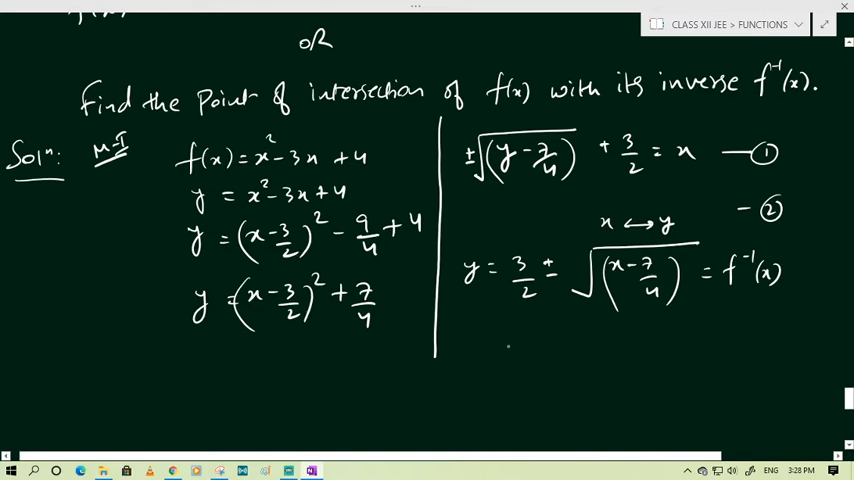 CLASS XII JEE > FUNCTIONS
OR
Find the Point of intersection of f(x) with its inverse f⁻¹(x).
Solⁿ: M-I
f(x) = x² - 3x + 4
y = x² - 3x + 4
y = (x - 3/2)² - 9/4 + 4
y = (x - 3/2)² + 7/4
±√(y - 7/4) + 3/2 = x — ①
- ②
x ↔ y
y = 3/2 ± √(x - 7/4) = f⁻¹(x)
ENG 3:28 PM